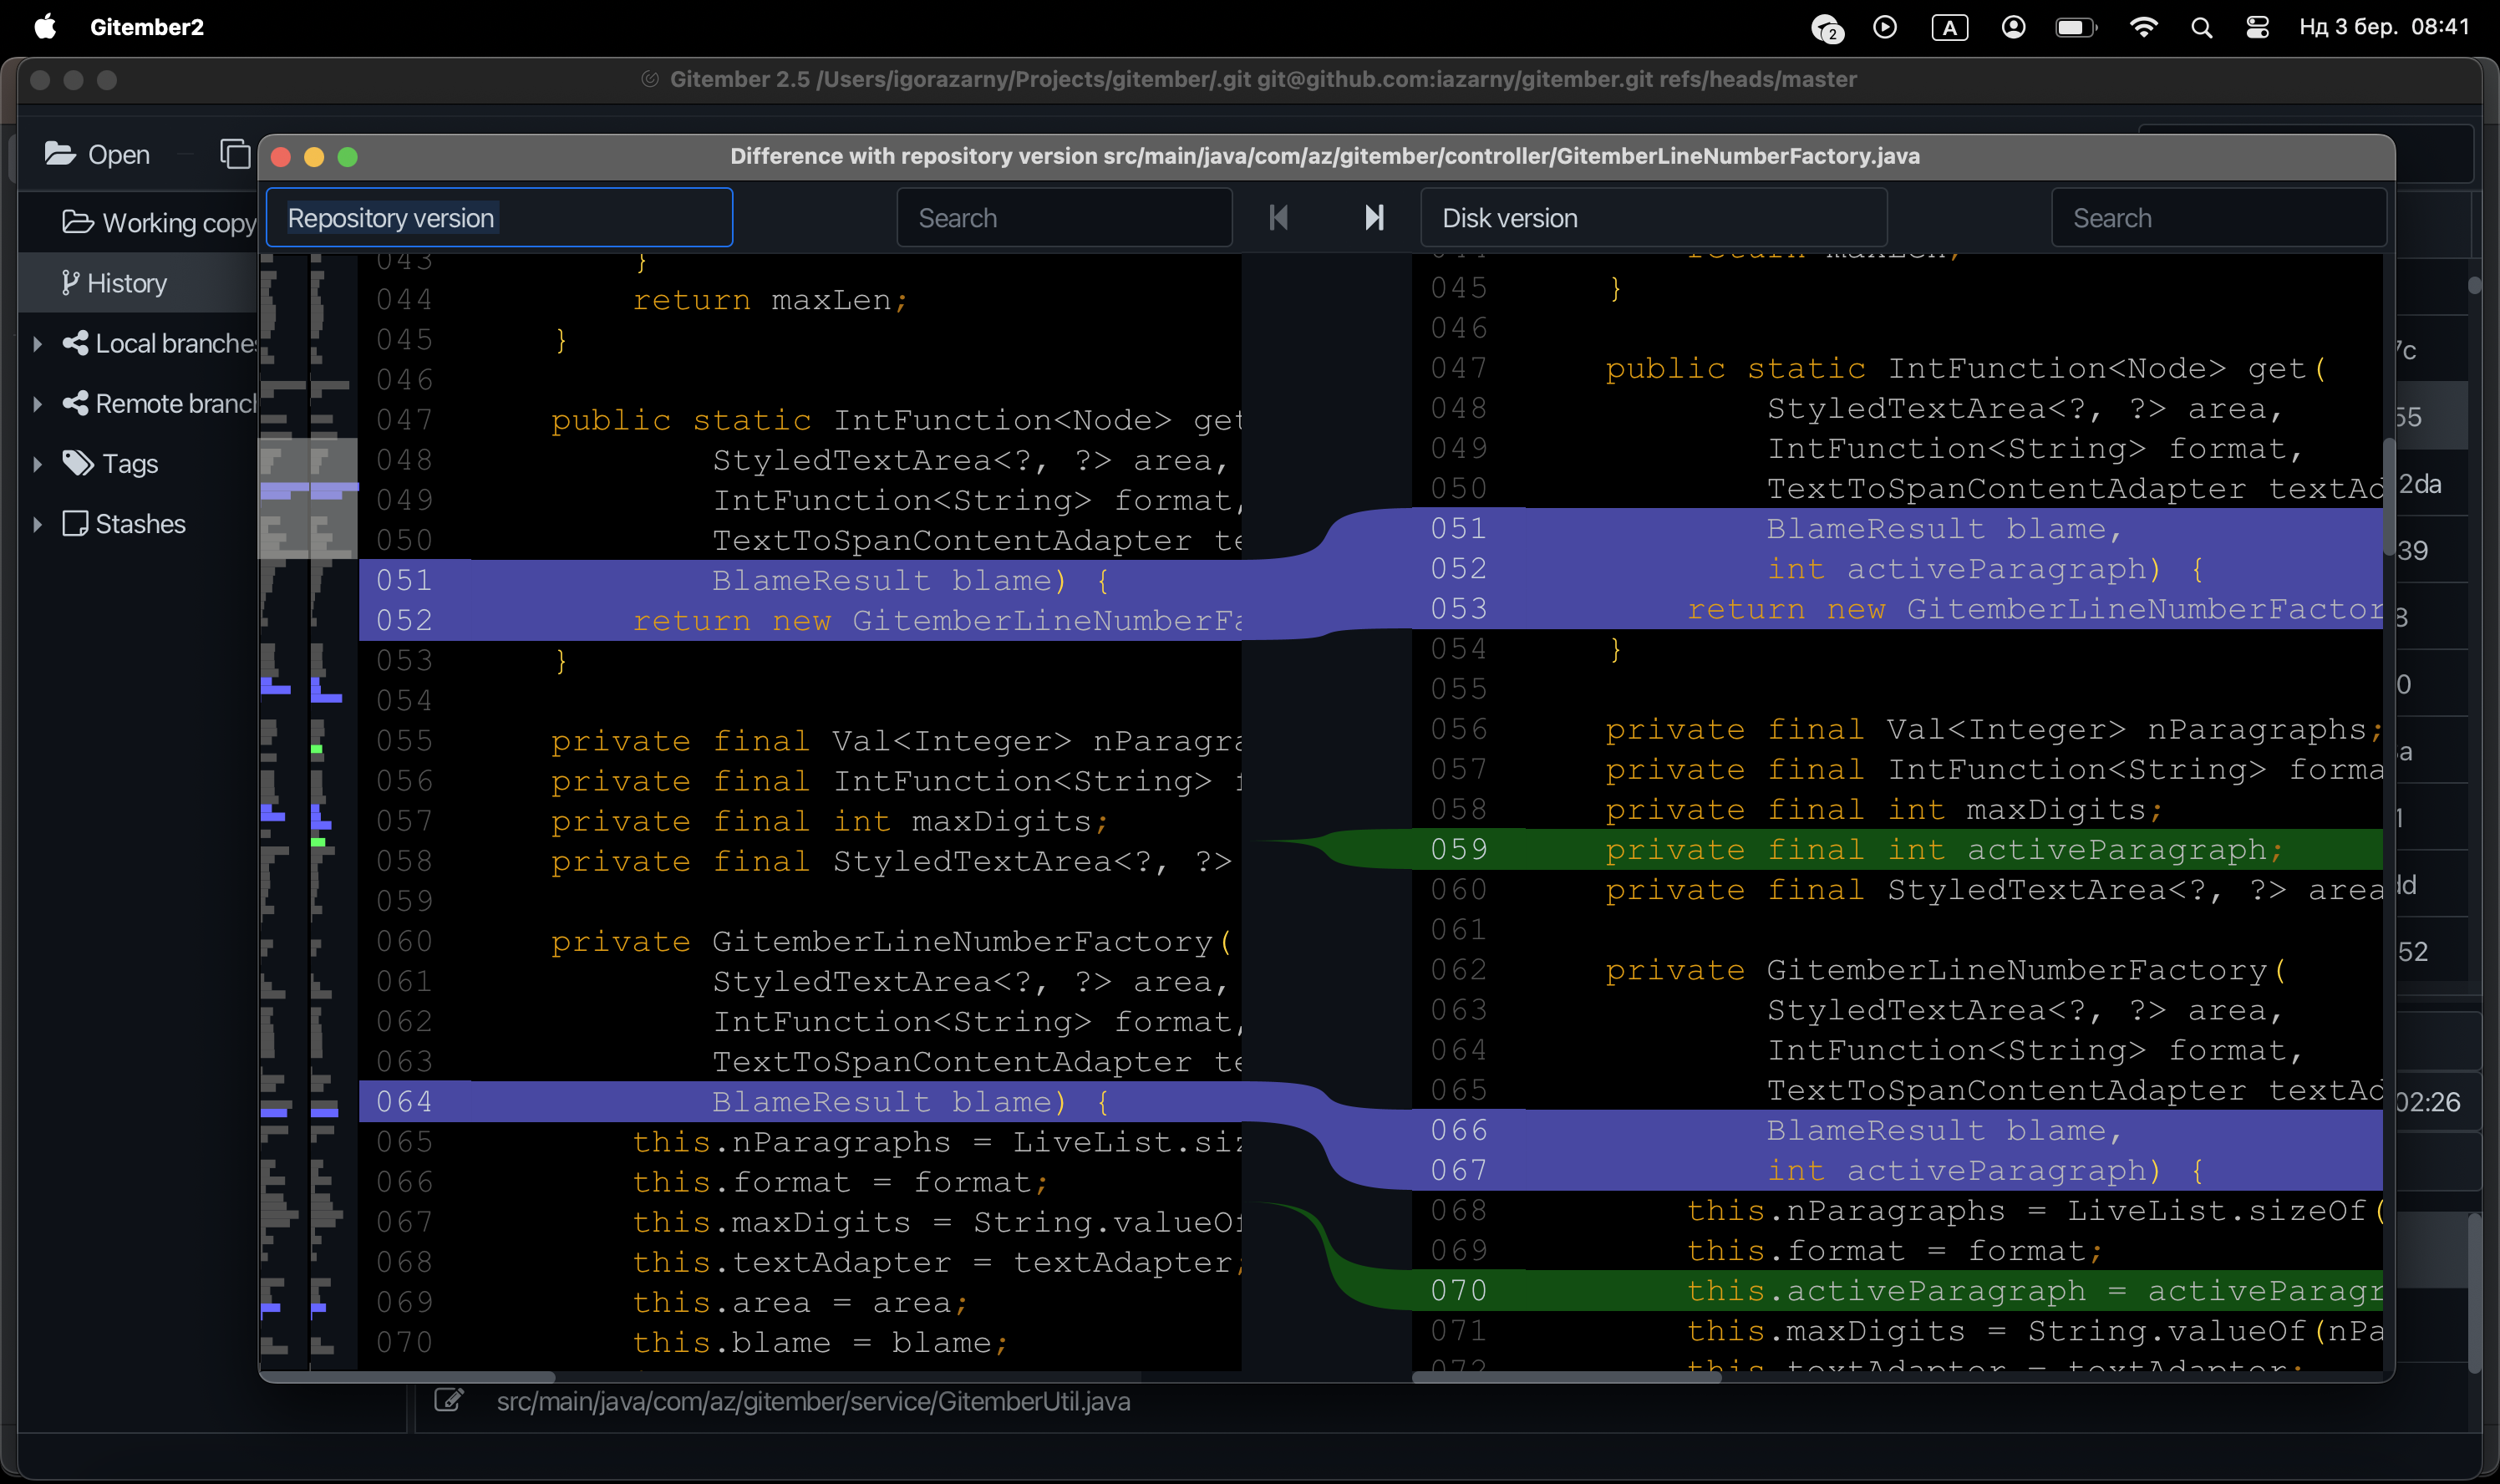 Gitember2
2
A
Нд 3 бер. 08:41
Gitember 2.5 /Users/igorazarny/Projects/gitember/.git git@github.com:iazarny/gitember.git refs/heads/master
Open
Difference with repository version src/main/java/com/az/gitember/controller/GitemberLineNumberFactory.java
Working copy
History
Local branches
Tags
Stashes
Repository version
Search
Disk version
Search
043 }
044 return maxLen;
045 }
046
047 public static IntFunction<Node> get
048 StyledTextArea<?, ?> area,
049 IntFunction<String> format,
050 TextToSpanContentAdapter te
051 BlameResult blame) {
052 return new GitemberLineNumberFa
053 }
054
055 private final Val<Integer> nParagra
056 private final IntFunction<String> f
057 private final int maxDigits;
058 private final StyledTextArea<?, ?>
059
060 private GitemberLineNumberFactory(
061 StyledTextArea<?, ?> area,
062 IntFunction<String> format,
063 TextToSpanContentAdapter te
064 BlameResult blame) {
065 this.nParagraphs = LiveList.siz
066 this.format = format;
067 this.maxDigits = String.valueOf
068 this.textAdapter = textAdapter;
069 this.area = area;
070 this.blame = blame;
return maxLen;
045 }
046
047 public static IntFunction<Node> get(
048 StyledTextArea<?, ?> area,
049 IntFunction<String> format,
050 TextToSpanContentAdapter textAd
051 BlameResult blame,
052 int activeParagraph) {
053 return new GitemberLineNumberFactor
054 }
055
056 private final Val<Integer> nParagraphs;
057 private final IntFunction<String> forma
058 private final int maxDigits;
059 private final int activeParagraph;
060 private final StyledTextArea<?, ?> area
061
062 private GitemberLineNumberFactory(
063 StyledTextArea<?, ?> area,
064 IntFunction<String> format,
065 TextToSpanContentAdapter textAd
066 BlameResult blame,
067 int activeParagraph) {
068 this.nParagraphs = LiveList.sizeOf(
069 this.format = format;
070 this.activeParagraph = activeParagr
071 this.maxDigits = String.valueOf(nPa
072 this.textAdapter = textAdapter;
7c
55
2da
39
dd
52
02:26
src/main/java/com/az/gitember/service/GitemberUtil.java